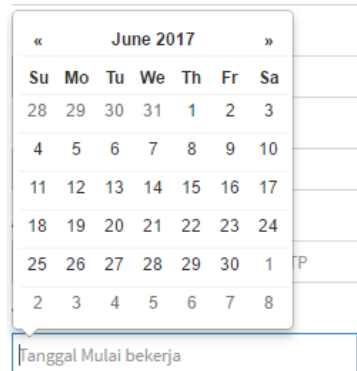 « June 2017 »
Su Mo Tu We Th Fr Sa
28 29 30 31 1 2 3
4 5 6 7 8 9 10
11 12 13 14 15 16 17
18 19 20 21 22 23 24
25 26 27 28 29 30 1
TP
2 3 4 5 6 7 8
Tanggal Mulai bekerja